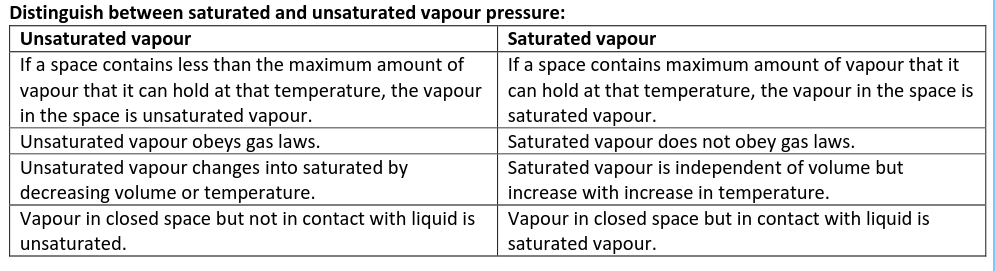 Distinguish between saturated and unsaturated vapour pressure:
Unsaturated vapour
Saturated vapour
If a space contains less than the maximum amount of
vapour that it can hold at that temperature, the vapour
in the space is unsaturated vapour.
If a space contains maximum amount of vapour that it
can hold at that temperature, the vapour in the space is
saturated vapour.
Unsaturated vapour obeys gas laws.
Saturated vapour does not obey gas laws.
Unsaturated vapour changes into saturated by
decreasing volume or temperature.
Saturated vapour is independent of volume but
increase with increase in temperature.
Vapour in closed space but not in contact with liquid is
unsaturated.
Vapour in closed space but in contact with liquid is
saturated vapour.